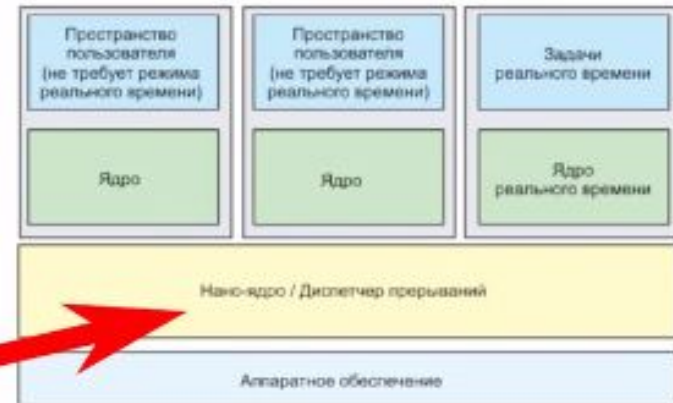 Пространство
пользователя
(не требует режима
реального времени)
Пространство
пользователя
(не требует режима
реального времени)
Задачи
реального времени
Ядро
Ядро
Ядро
реального времени
Нано-ядро / Диспетчер прерываний
Аппаратное обеспечение